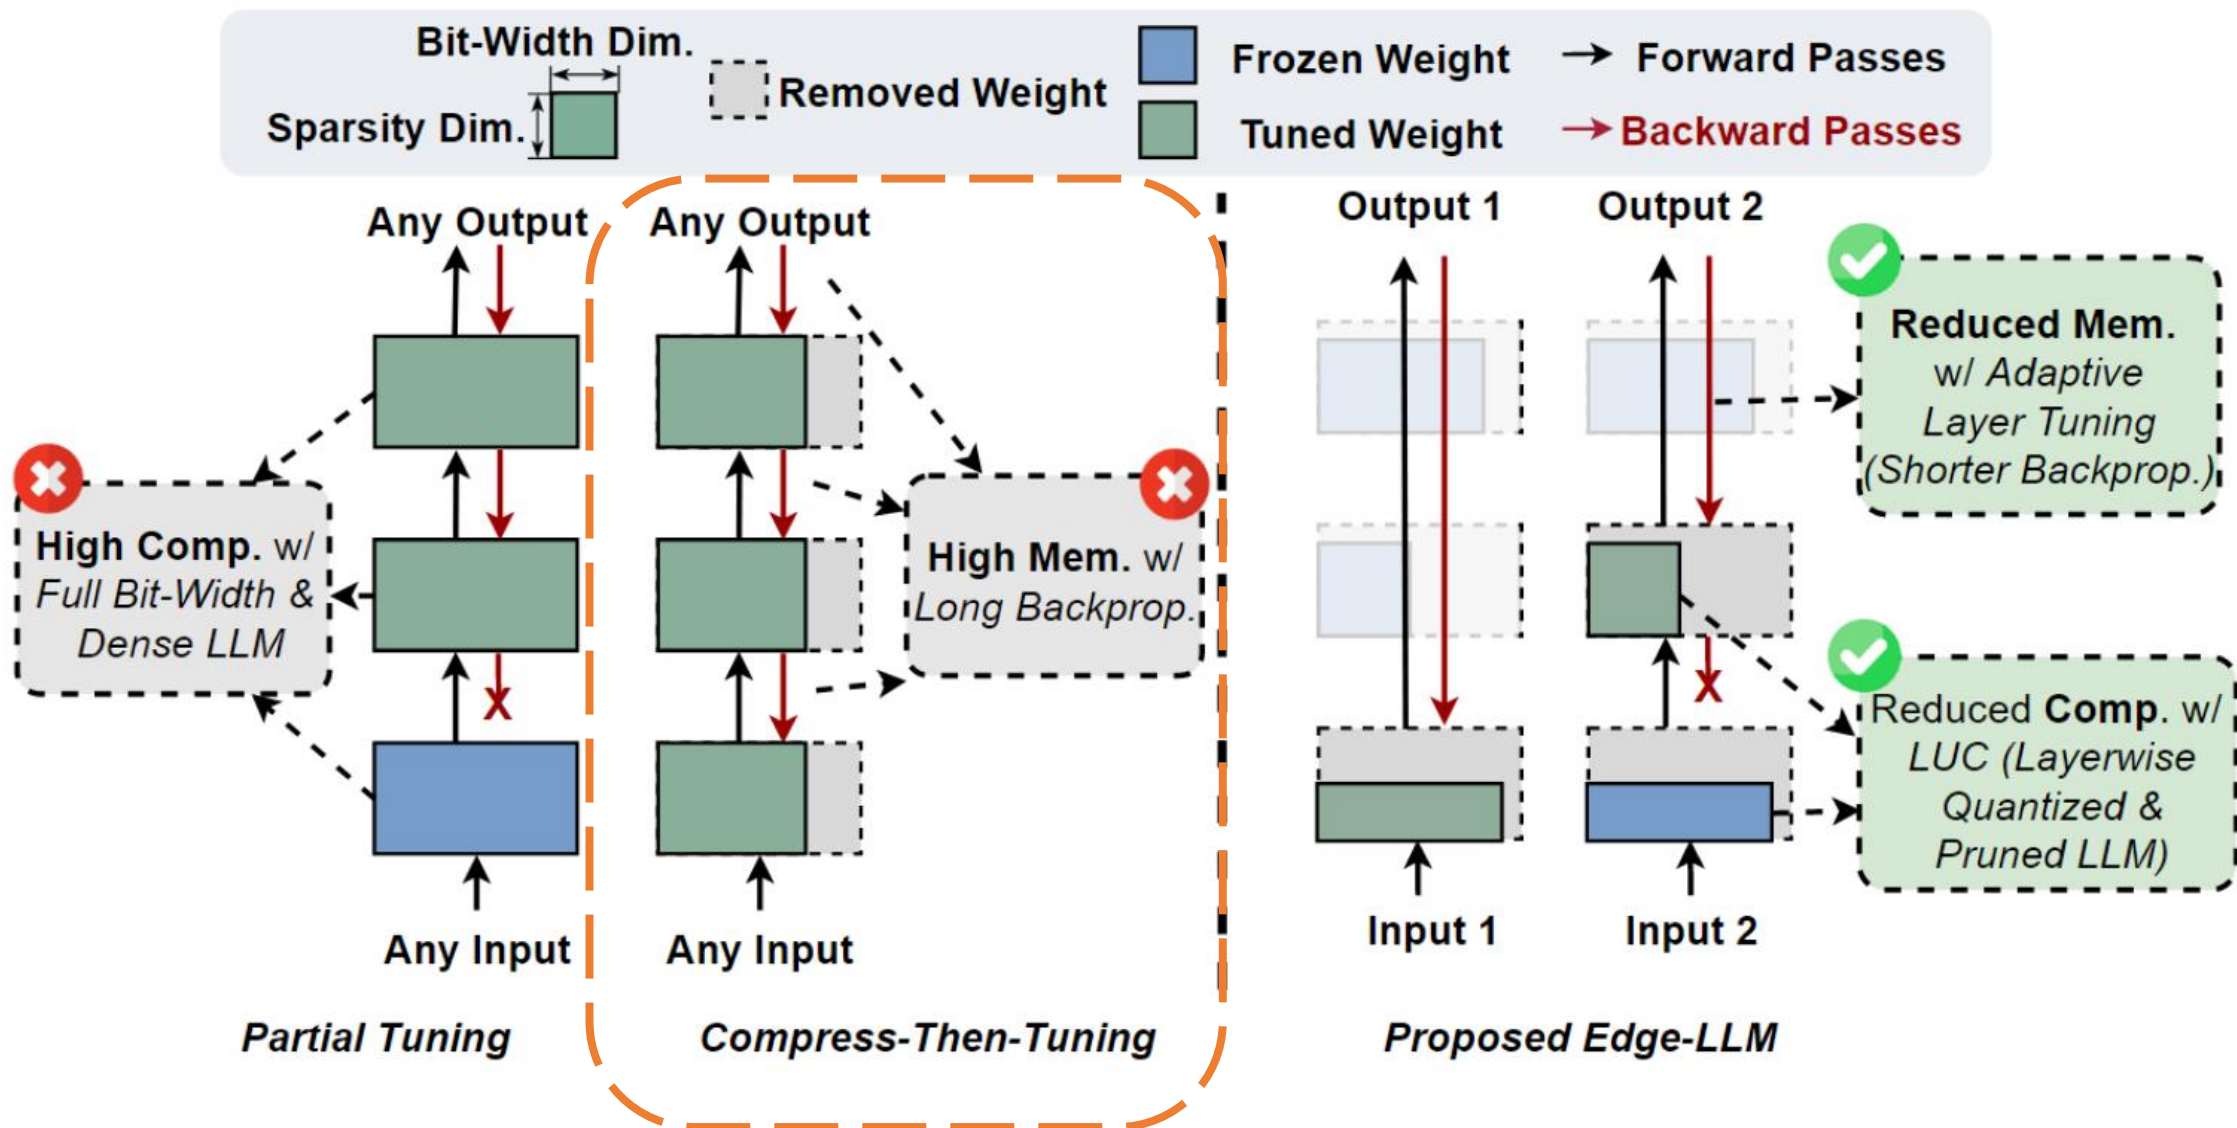 Bit-Width Dim.
Sparsity Dim.
Removed Weight
Frozen Weight
Tuned Weight
Forward Passes
Backward Passes
Any Output
High Comp. w/
Full Bit-Width &
Dense LLM
X
Any Input
Partial Tuning
Any Output
High Mem. w/
Long Backprop.
Any Input
Compress-Then-Tuning
Output 1
Output 2
Reduced Mem.
w/ Adaptive
Layer Tuning
(Shorter Backprop.)
X
Reduced Comp. w/
LUC (Layerwise
Quantized &
Pruned LLM)
Input 1
Input 2
Proposed Edge-LLM